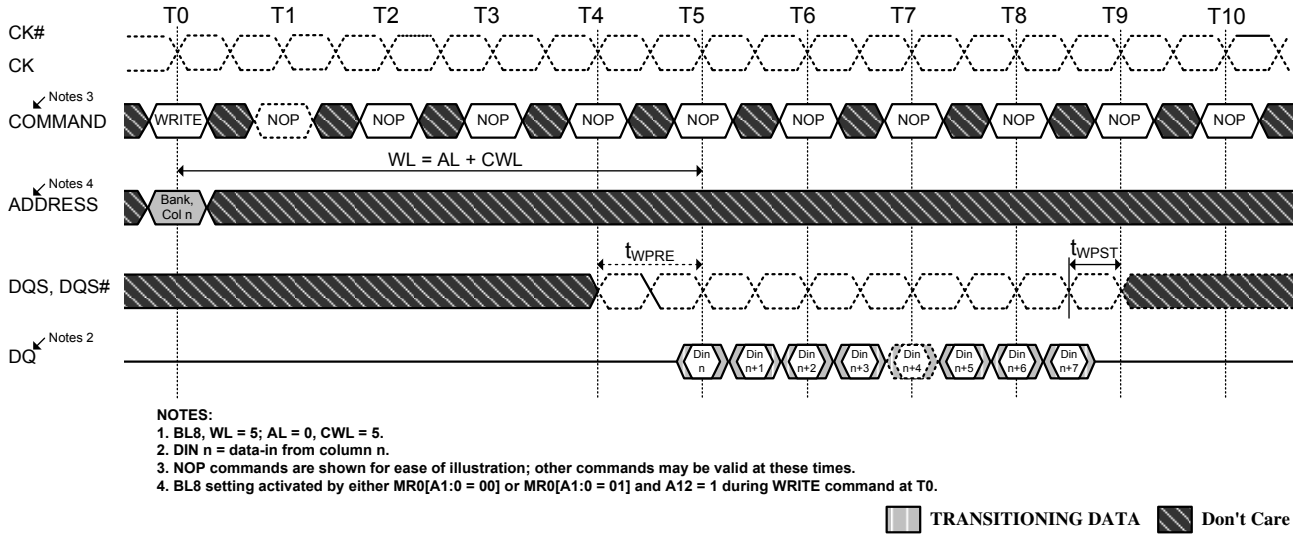 T0 T1 T2 T3 T4 T5 T6 T7 T8 T9 T10
CK#
CK
Notes 3
COMMAND WRITE NOP NOP NOP NOP NOP NOP NOP NOP NOP NOP
WL = AL + CWL
Notes 4
ADDRESS
Bank,
Col n
tWPRE
tWPST
DQS, DQS#
Notes 2
DQ
Din Din Din Din Din Din Din Din
n n+1 n+2 n+3 n+4 n+5 n+6 n+7
NOTES:
1. BL8, WL = 5; AL = 0, CWL = 5.
2. DIN n = data-in from column n.
3. NOP commands are shown for ease of illustration; other commands may be valid at these times.
4. BL8 setting activated by either MR0[A1:0 = 00] or MR0[A1:0 = 01] and A12 = 1 during WRITE command at T0.
TRANSITIONING DATA Don't Care